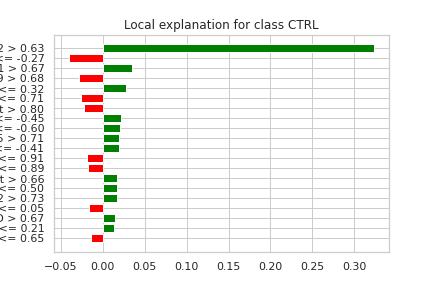 Local explanation for class CTRL
2 > 0.63
<= -0.27
1 > 0.67
9 > 0.68
<= 0.32
<= 0.71
t > 0.80
<= -0.45
<= -0.60
> 0.71
<= -0.41
<= 0.91
<= 0.89
t > 0.66
<= 0.50
2 > 0.73
<= 0.05
> 0.67
<= 0.21
<= 0.65
−0.05 0.00 0.05 0.10 0.15 0.20 0.25 0.30